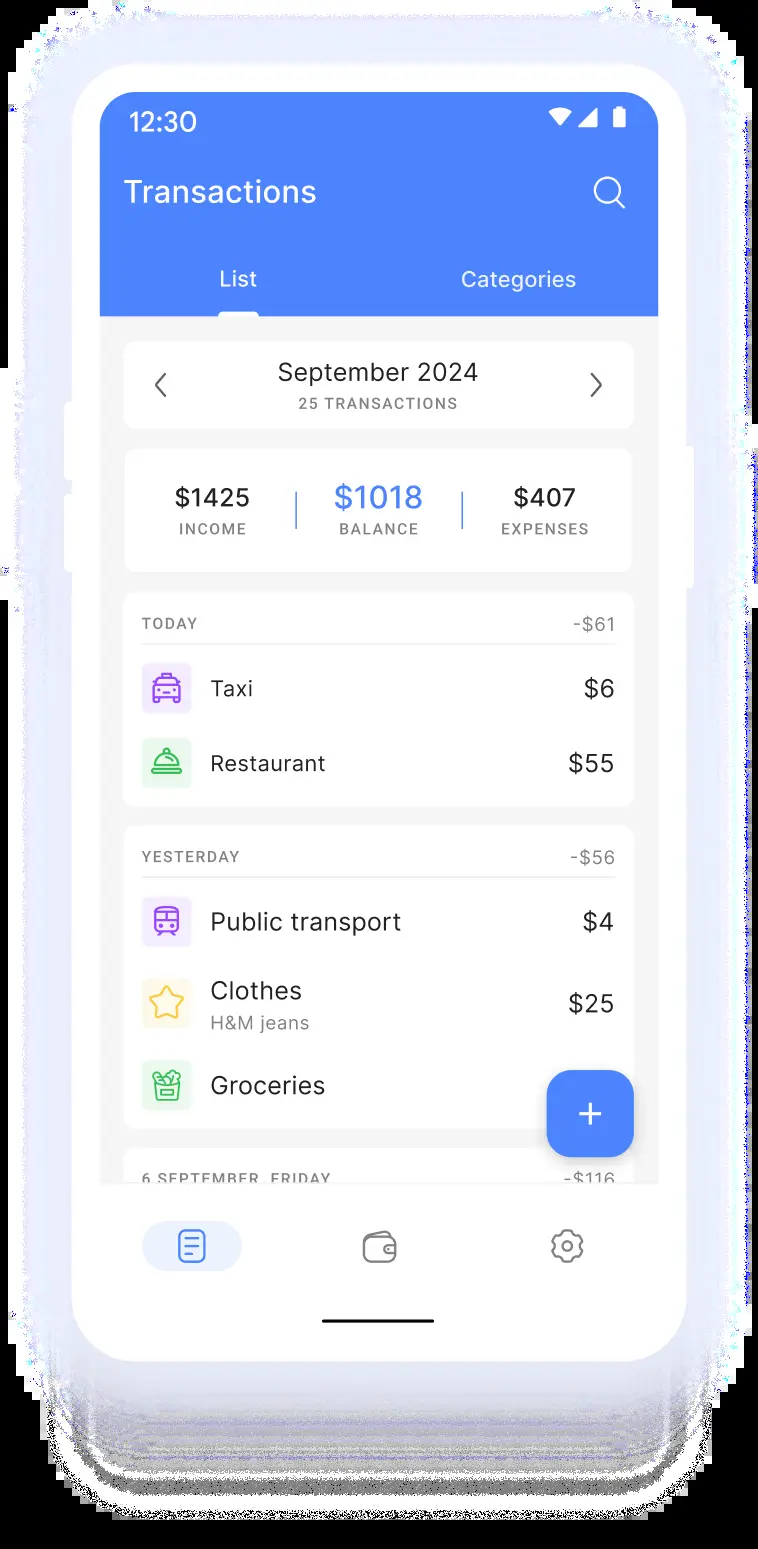 12:30
Transactions
List Categories
September 2024
25 TRANSACTIONS
$1425 $1018 $407
INCOME BALANCE EXPENSES
TODAY -$61
Taxi $6
Restaurant $55
YESTERDAY -$56
Public transport $4
Clothes $25
H&M jeans
Groceries
6 SEPTEMBER, FRIDAY -$116